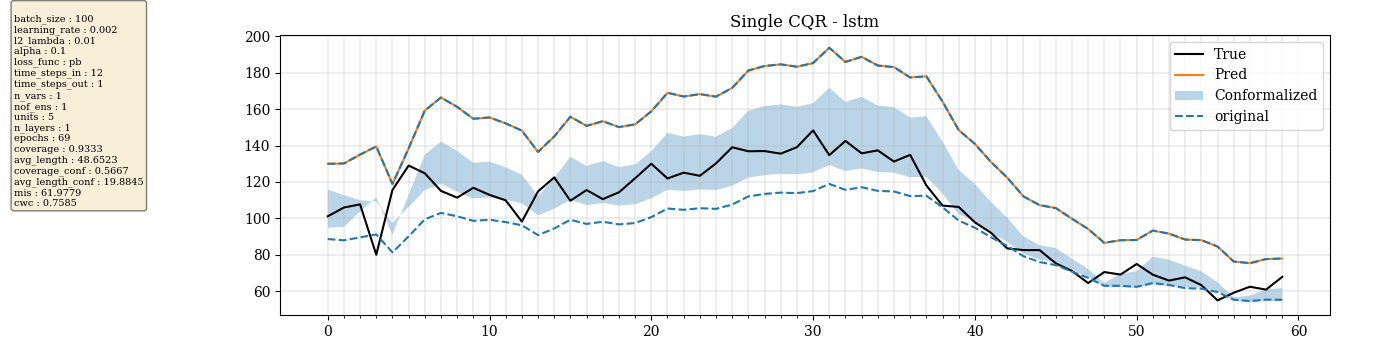 batch_size : 100
learning_rate : 0.002
l2_lambda : 0.01
alpha : 0.1
loss_func : pb
time_steps_in : 12
time_steps_out : 1
n_vars : 1
nof_ens : 1
units : 5
n_layers : 1
epochs : 69
coverage : 0.9333
avg_length : 48.6523
coverage_conf : 0.5667
avg_length_conf : 19.8845
mis : 61.9779
cwc : 0.7585
Single CQR - lstm
200
180
160
140
120
100
80
60
0
10
20
30
40
50
60
True
Pred
Conformalized
original